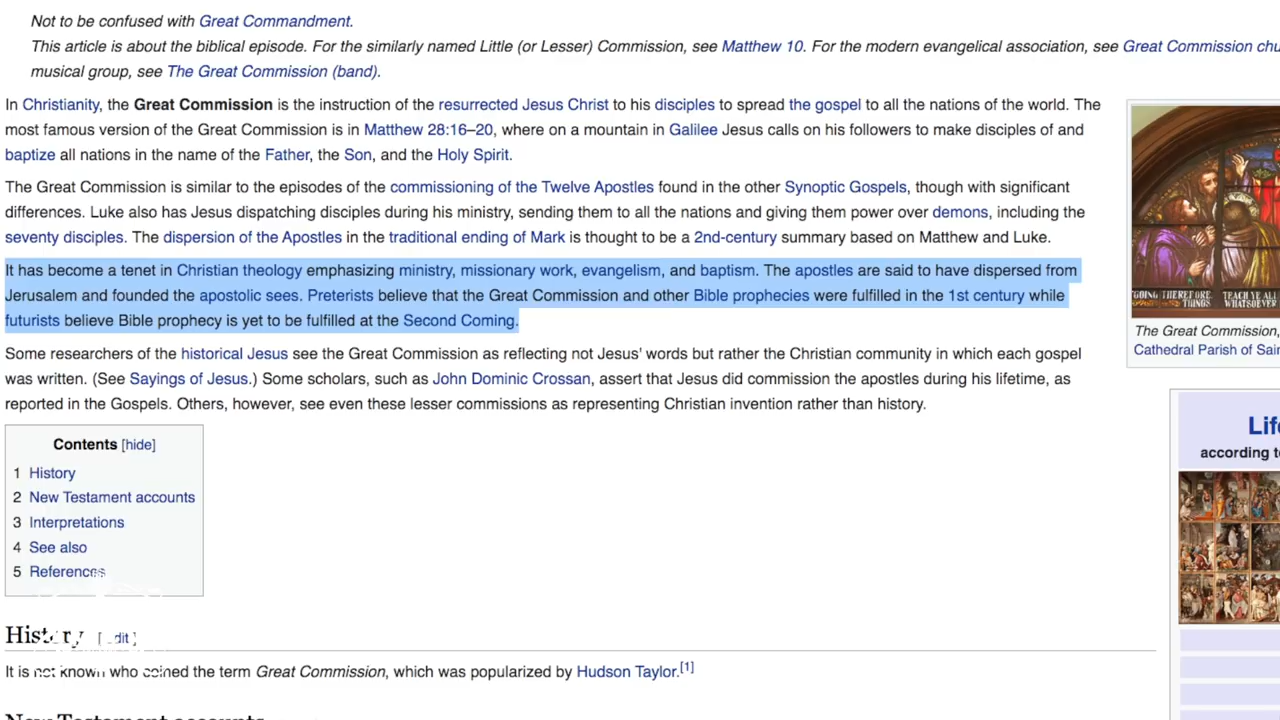 Not to be confused with Great Commandment.
This article is about the biblical episode. For the similarly named Little (or Lesser) Commission, see Matthew 10. For the modern evangelical association, see Great Commission
musical group, see The Great Commission (band).
In Christianity, the Great Commission is the instruction of the resurrected Jesus Christ to his disciples to spread the gospel to all the nations of the world. The
most famous version of the Great Commission is in Matthew 28:16–20, where on a mountain in Galilee Jesus calls on his followers to make disciples of and
baptize all nations in the name of the Father, the Son, and the Holy Spirit.
The Great Commission is similar to the episodes of the commissioning of the Twelve Apostles found in the other Synoptic Gospels, though with significant
differences. Luke also has Jesus dispatching disciples during his ministry, sending them to all the nations and giving them power over demons, including the
seventy disciples. The dispersion of the Apostles in the traditional ending of Mark is thought to be a 2nd-century summary based on Matthew and Luke.
It has become a tenet in Christian theology emphasizing ministry, missionary work, evangelism, and baptism. The apostles are said to have dispersed from
Jerusalem and founded the apostolic sees. Preterists believe that the Great Commission and other Bible prophecies were fulfilled in the 1st century while
futurists believe Bible prophecy is yet to be fulfilled at the Second Coming.
Some researchers of the historical Jesus see the Great Commission as reflecting not Jesus' words but rather the Christian community in which each gospel
was written. (See Sayings of Jesus.) Some scholars, such as John Dominic Crossan, assert that Jesus did commission the apostles during his lifetime, as
reported in the Gospels. Others, however, see even these lesser commissions as representing Christian invention rather than history.
GOING THEREFORE, TEACH YE ALL
THINGS WHATSOEVER
The Great Commission,
Cathedral Parish of
according
Contents [hide]
1 History
2 New Testament accounts
3 Interpretations
4 See also
5 References
History [edit]
It is not known who coined the term Great Commission, which was popularized by Hudson Taylor.[1]
New Testament accounts